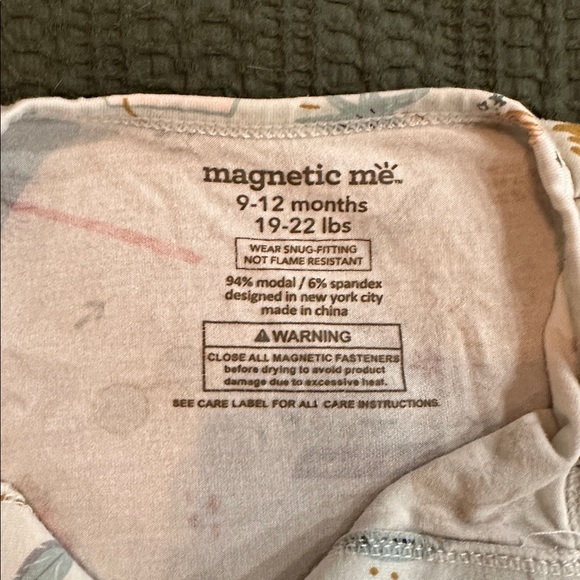 magnetic me™
9-12 months
19-22 lbs
WEAR SNUG-FITTING
NOT FLAME RESISTANT
94% modal / 6% spandex
designed in new york city
made in china
⚠WARNING
CLOSE ALL MAGNETIC FASTENERS
before drying to avoid product
damage due to excessive heat.
SEE CARE LABEL FOR ALL CARE INSTRUCTIONS.